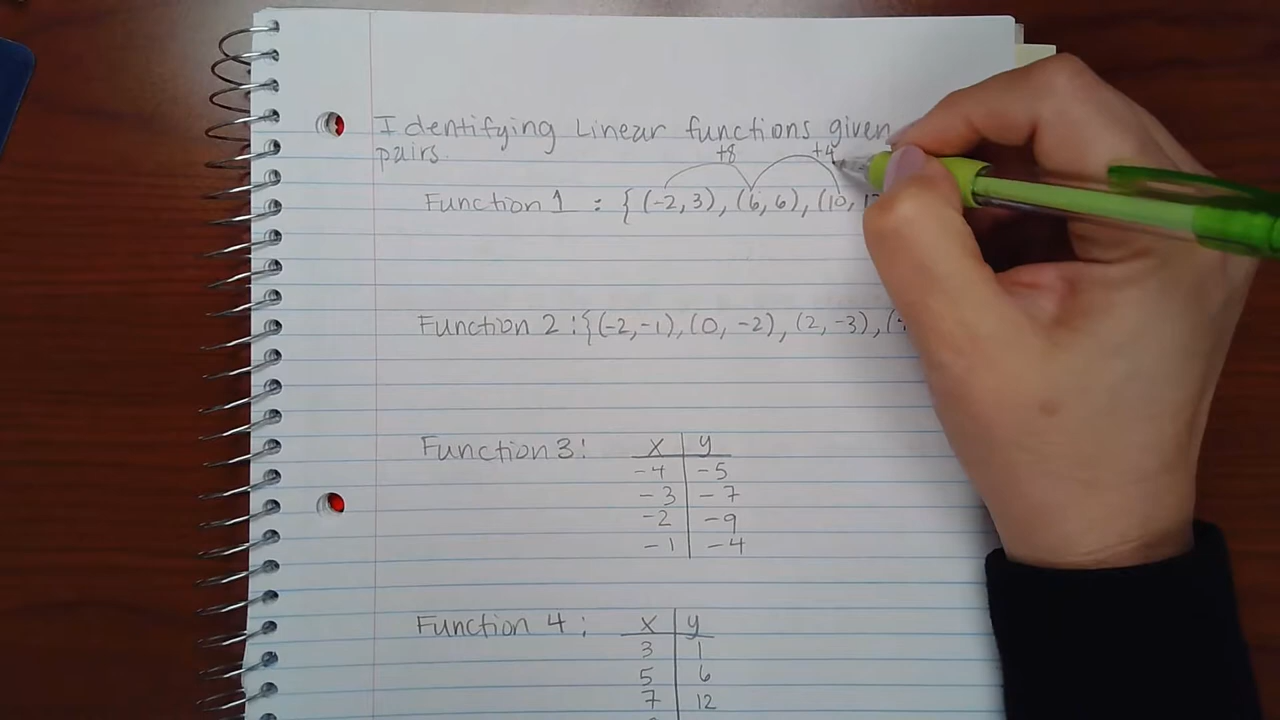 Identifying Linear functions given
pairs.
+8 +4
Function 1 : {(-2,3), (6,6), (10,
Function 2 : {(-2,-1), (0, -2), (2, -3), (
Function 3: x y
-4 -5
-3 -7
-2 -9
-1 -4
Function 4 : x y
3 1
5 6
7 12